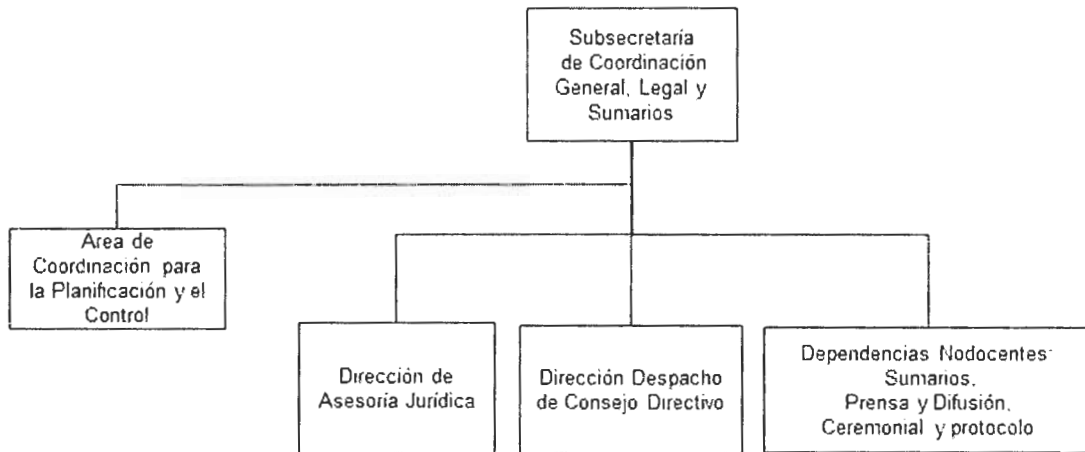 Subsecretaría
de Coordinación
General, Legal y
Sumarios
Area de
Coordinación para
la Planificación y el
Control
Dirección de
Asesoría Jurídica
Dirección Despacho
de Consejo Directivo
Dependencias Nodocentes:
Sumarios,
Prensa y Difusión,
Ceremonial y protocolo